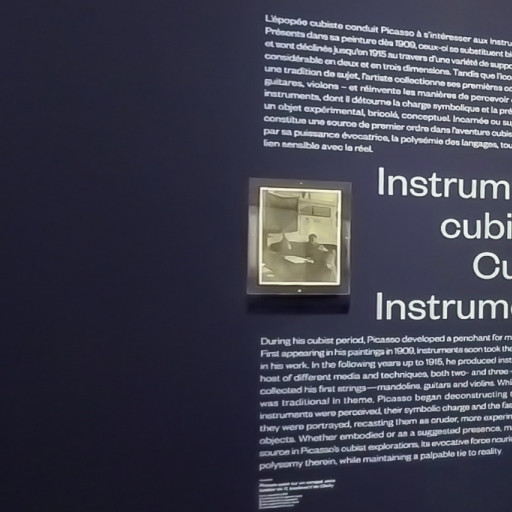 L'épopée cubiste conduit Picasso à s'intéresser aux instru
Présents dans sa peinture dès 1909, ceux-ci se substituent bi
et sont déclinés jusqu'en 1915 au travers d'une variété de suppo
considérable en deux et en trois dimensions. Tandis que l'ico
une tradition de sujet, l'artiste collectionne ses premières co
guitares, violons – et réinvente les manières de percevoir
instruments, dont il détourne la charge symbolique et la pré
un objet expérimental, bricolé, conceptuel. Incarnée ou su
constitue une source de premier ordre dans l'aventure cubis
par sa puissance évocatrice, la polysémie des langages, tou
lien sensible avec le réel.
Instrum
cubi
Cu
Instrume
During his cubist period, Picasso developed a penchant for m
First appearing in his paintings in 1909, instruments soon took the
in his work. In the following years up to 1915, he produced inst
host of different media and techniques, both two- and three-
collected his first strings—mandolins, guitars and violins. Whi
was traditional in theme, Picasso began deconstructing t
instruments were perceived, their symbolic charge and the fas
they were portrayed, recasting them as cruder, more experim
objects. Whether embodied or as a suggested presence, m
source in Picasso's cubist explorations, its evocative force nouri
polysemy therein, while maintaining a palpable tie to reality